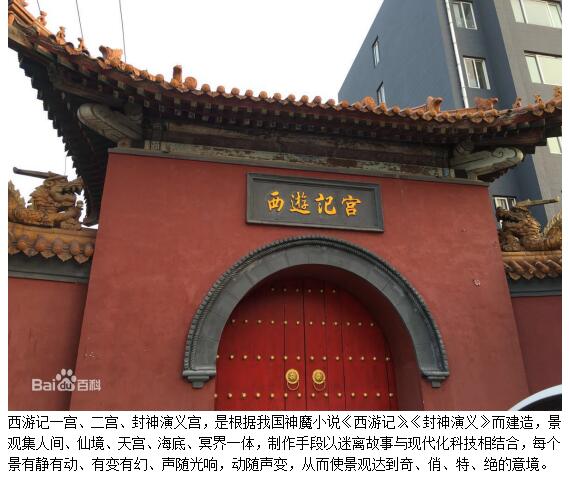 西遊记宫
Bai百科
西游记一宫、二宫、封神演义宫，是根据我国神魔小说《西游记》、《封神演义》而建造，景
观集人间、仙境、天宫、海底、冥界一体，制作手段以迷离故事与现代化科技相结合，每个
景有静有动、有变有幻、声随光响，动随声变，从而使景观达到奇、俏、特、绝的意境。